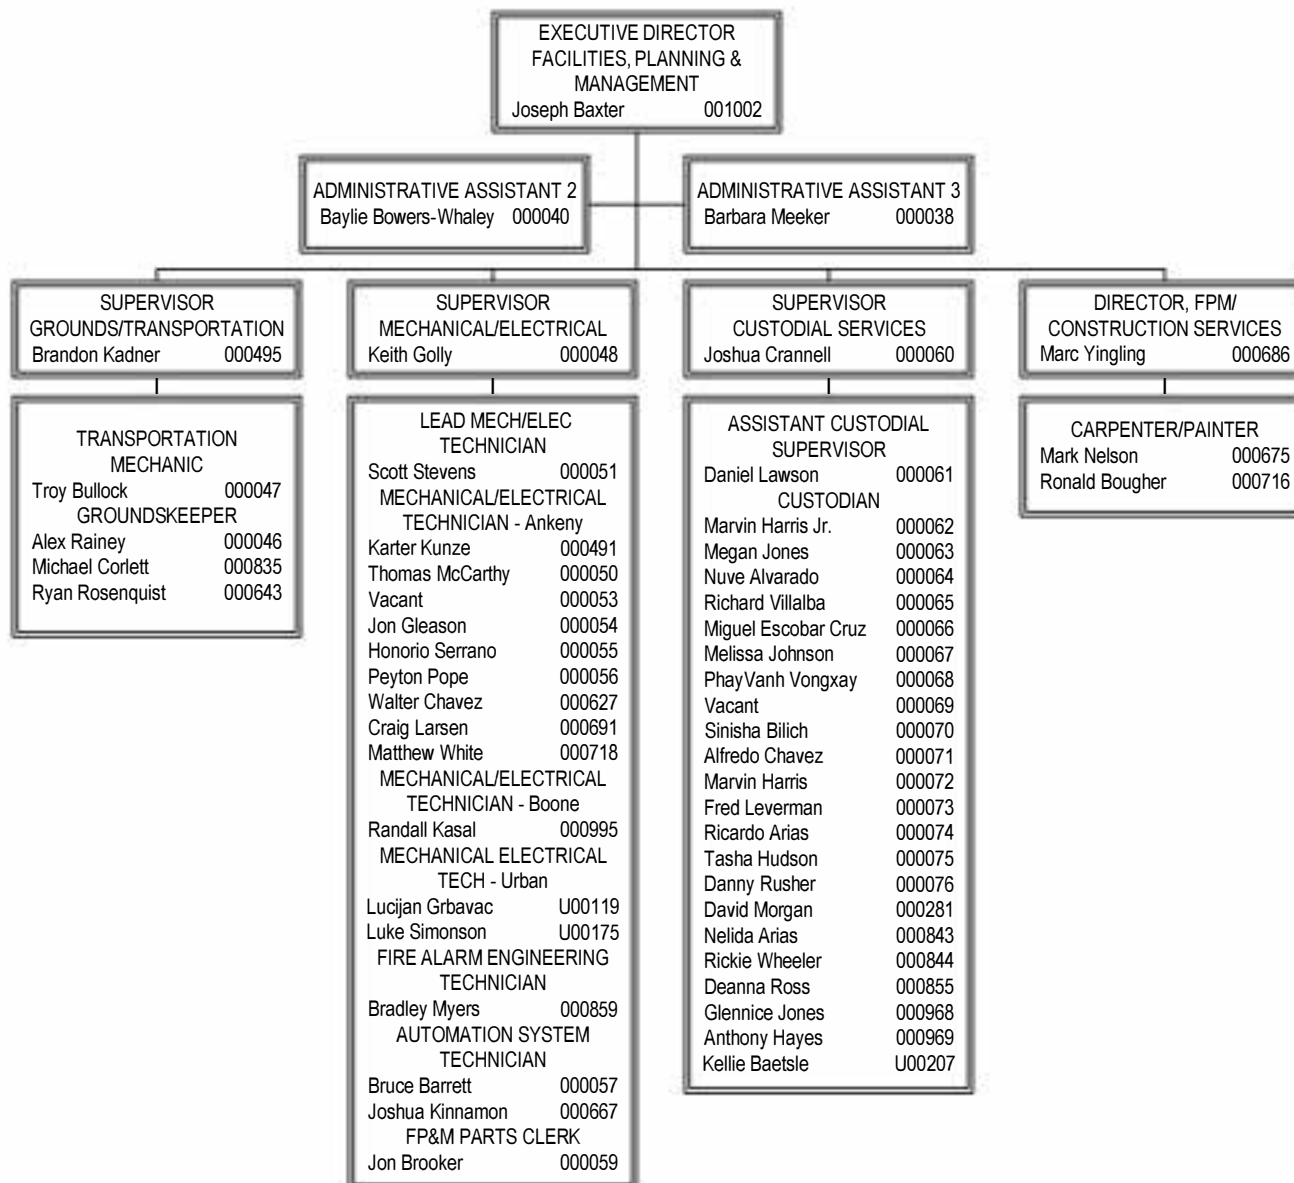 EXECUTIVE DIRECTOR
FACILITIES, PLANNING &
MANAGEMENT
Joseph Baxter 001002
ADMINISTRATIVE ASSISTANT 2
Baylie Bowers-Whaley 000040
ADMINISTRATIVE ASSISTANT 3
Barbara Meeker 000038
SUPERVISOR
GROUNDS/TRANSPORTATION
Brandon Kadner 000495
SUPERVISOR
MECHANICAL/ELECTRICAL
Keith Golly 000048
SUPERVISOR
CUSTODIAL SERVICES
Joshua Crannell 000060
DIRECTOR, FPM/
CONSTRUCTION SERVICES
Marc Yingling 000686
TRANSPORTATION
MECHANIC
Troy Bullock 000047
GROUNDSKEEPER
Alex Rainey 000046
Michael Corlett 000835
Ryan Rosenquist 000643
LEAD MECH/ELEC
TECHNICIAN
Scott Stevens 000051
MECHANICAL/ELECTRICAL
TECHNICIAN - Ankeny
Karter Kunze 000491
Thomas McCarthy 000050
Vacant 000053
Jon Gleason 000054
Honorio Serrano 000055
Peyton Pope 000056
Walter Chavez 000627
Craig Larsen 000691
Matthew White 000718
MECHANICAL/ELECTRICAL
TECHNICIAN - Boone
Randall Kasal 000995
MECHANICAL ELECTRICAL
TECH - Urban
Lucijan Grbavac U00119
Luke Simonson U00175
FIRE ALARM ENGINEERING
TECHNICIAN
Bradley Myers 000859
AUTOMATION SYSTEM
TECHNICIAN
Bruce Barrett 000057
Joshua Kinnamon 000667
FP&M PARTS CLERK
Jon Brooker 000059
ASSISTANT CUSTODIAL
SUPERVISOR
Daniel Lawson 000061
CUSTODIAN
Marvin Harris Jr. 000062
Megan Jones 000063
Nuve Alvarado 000064
Richard Villalba 000065
Miguel Escobar Cruz 000066
Melissa Johnson 000067
PhayVanh Vongxay 000068
Vacant 000069
Sinisha Bilich 000070
Alfredo Chavez 000071
Marvin Harris 000072
Fred Leverman 000073
Ricardo Arias 000074
Tasha Hudson 000075
Danny Rusher 000076
David Morgan 000281
Nelida Arias 000843
Rickie Wheeler 000844
Deanna Ross 000855
Glennice Jones 000968
Anthony Hayes 000969
Kellie Baetsle U00207
CARPENTER/PAINTER
Mark Nelson 000675
Ronald Bougher 000716